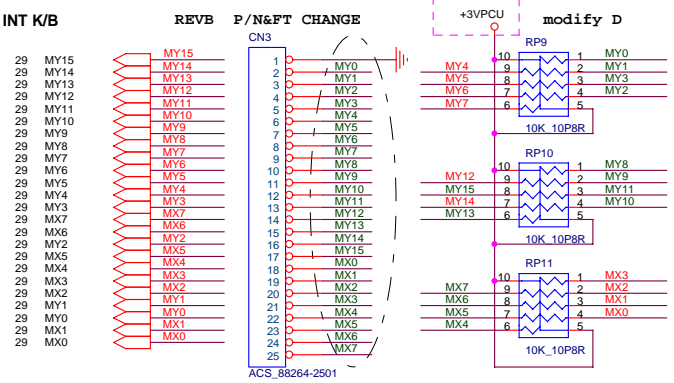 INT K/B
REVB P/N&FT CHANGE
29 MY15 MY15
29 MY14 MY14
29 MY13 MY13
29 MY12 MY12
29 MY11 MY11
29 MY10 MY10
29 MY9 MY9
29 MY8 MY8
29 MY7 MY7
29 MY6 MY6
29 MY5 MY5
29 MY4 MY4
29 MY3 MY3
29 MX7 MX7
29 MX6 MX6
29 MY2 MY2
29 MX5 MX5
29 MX4 MX4
29 MX3 MX3
29 MX2 MX2
29 MY1 MY1
29 MY0 MY0
29 MX1 MX1
29 MX0 MX0
CN3
1
2 MY0
3 MY1
4 MY2
5 MY3
6 MY4
7 MY5
8 MY6
9 MY7
10 MY8
11 MY9
12 MY10
13 MY11
14 MY12
15 MY13
16 MY14
17 MY15
18 MX0
19 MX1
20 MX2
21 MX3
22 MX4
23 MX5
24 MX6
25 MX7
ACS_88264-2501
+3VPCU
modify D
RP9
10 1 MY0
MY4 9 2 MY1
MY5 8 3 MY3
MY6 7 4 MY2
MY7 6 5
10K_10P8R
RP10
10 1 MY8
MY12 9 2 MY9
MY15 8 3 MY11
MY14 7 4 MY10
MY13 6 5
10K_10P8R
RP11
10 1 MX3
MX7 9 2 MX2
MX6 8 3 MX1
MX5 7 4 MX0
MX4 6 5
10K_10P8R